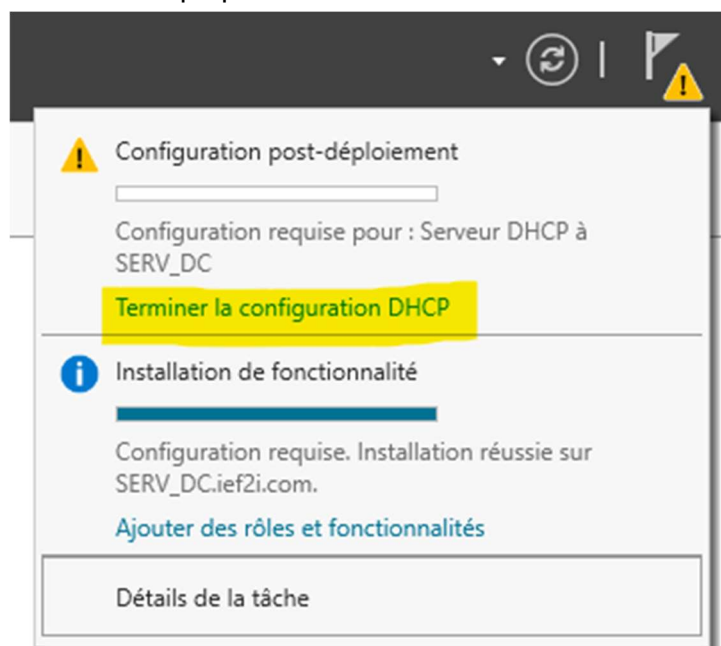 Configuration post-déploiement
Configuration requise pour : Serveur DHCP à
SERV_DC
Terminer la configuration DHCP
Installation de fonctionnalité
Configuration requise. Installation réussie sur
SERV_DC.ief2i.com.
Ajouter des rôles et fonctionnalités
Détails de la tâche